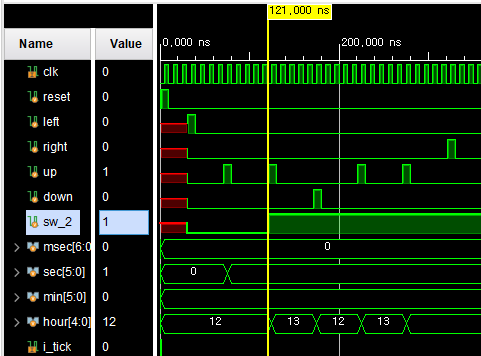 121,000 ns
Name Value 0,000 ns 200,000 ns
clk 0
reset 0
left 0
right 0
up 1
down 0
sw_2 1
msec[6:0] 0 0
sec[5:0] 1 0
min[5:0] 0
hour[4:0] 12 12 13 12 13
i_tick 0